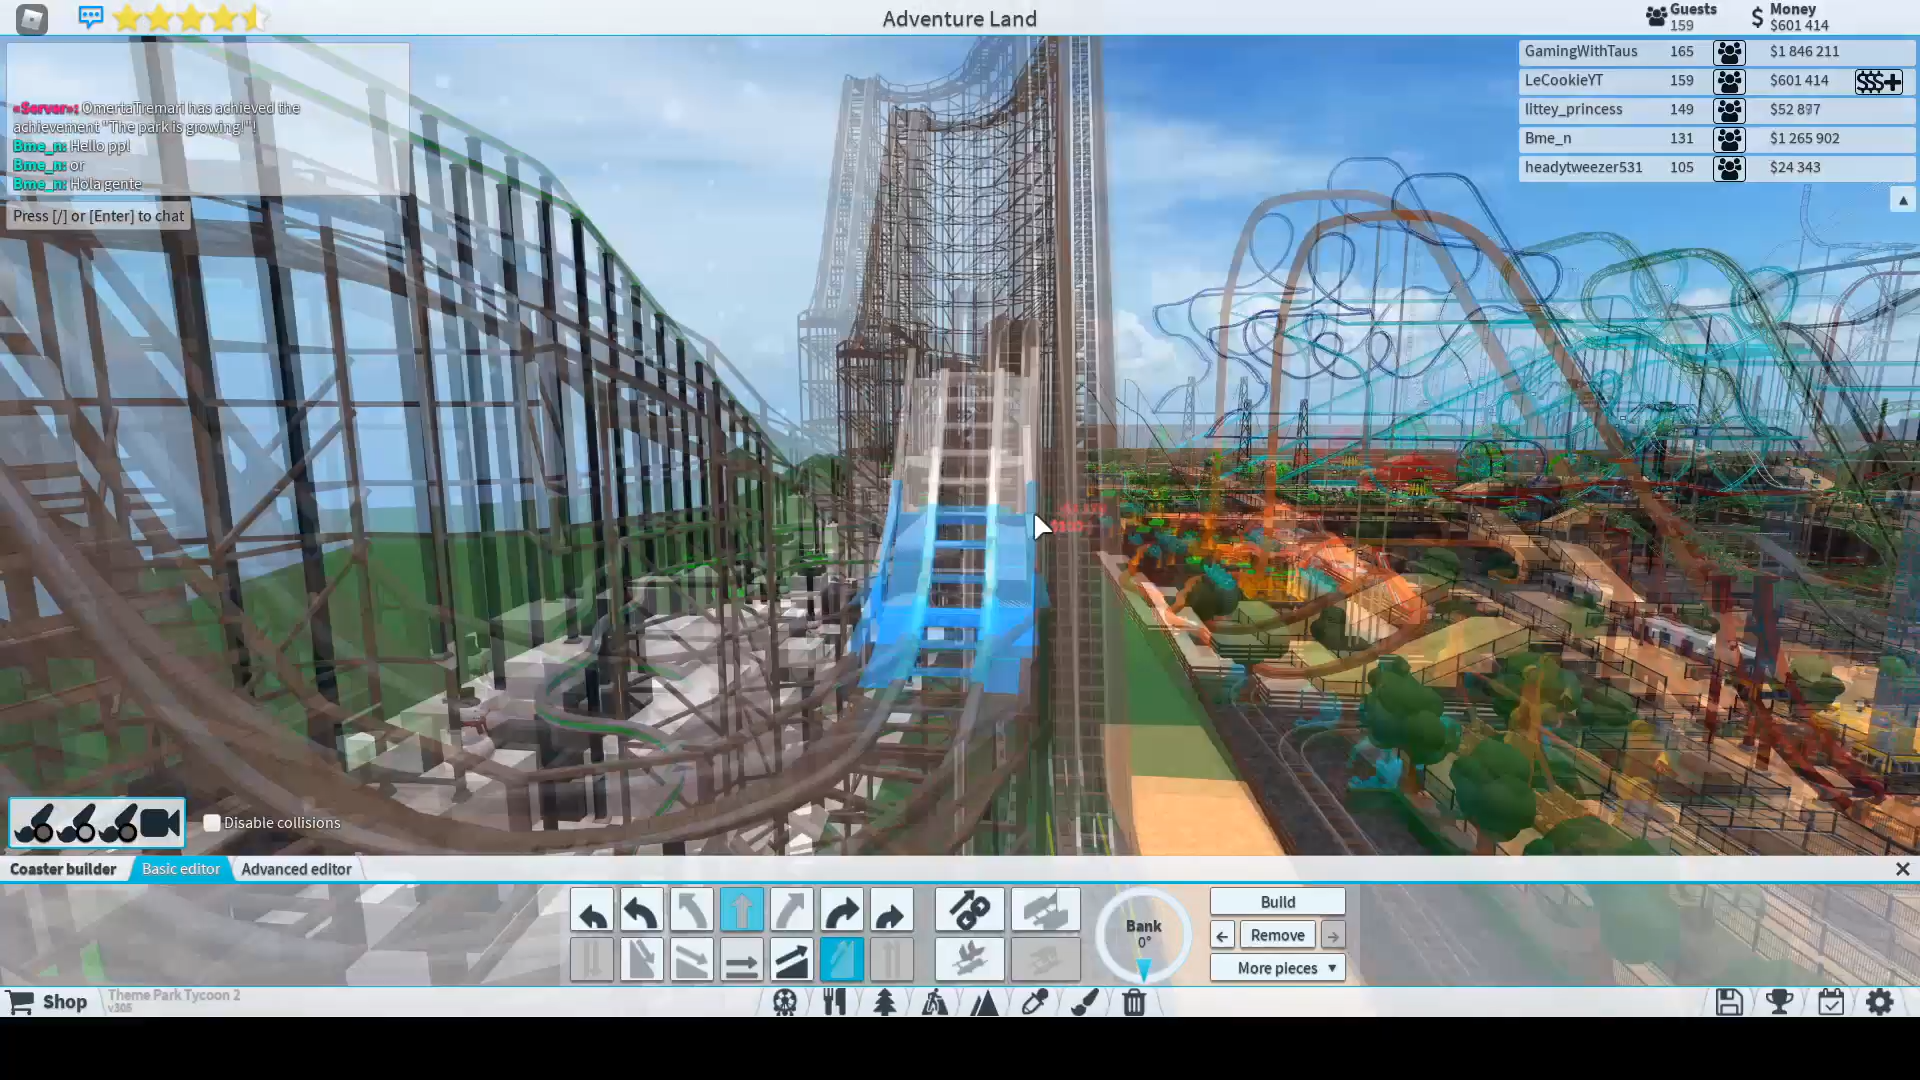 Adventure Land
Guests
159
Money
$601 414
GamingWithTaus 165 $1 846 211
LeCookieYT 159 $601 414 $$$+
littey_princess 149
Bme_n 131 $1 265 902
headytweezer531 105 $24 343
«Server»: OmertaTremari has achieved the
achievement "The park is growing!"!
Bme_n: Hello ppl
Bme_n: or
Bme_n: Hola gente
Press [/] or [Enter] to chat
Disable collisions
Coaster builder Basic editor Advanced editor
Bank
0°
Build
Remove
More pieces
Shop
Theme Park Tycoon 2
v305